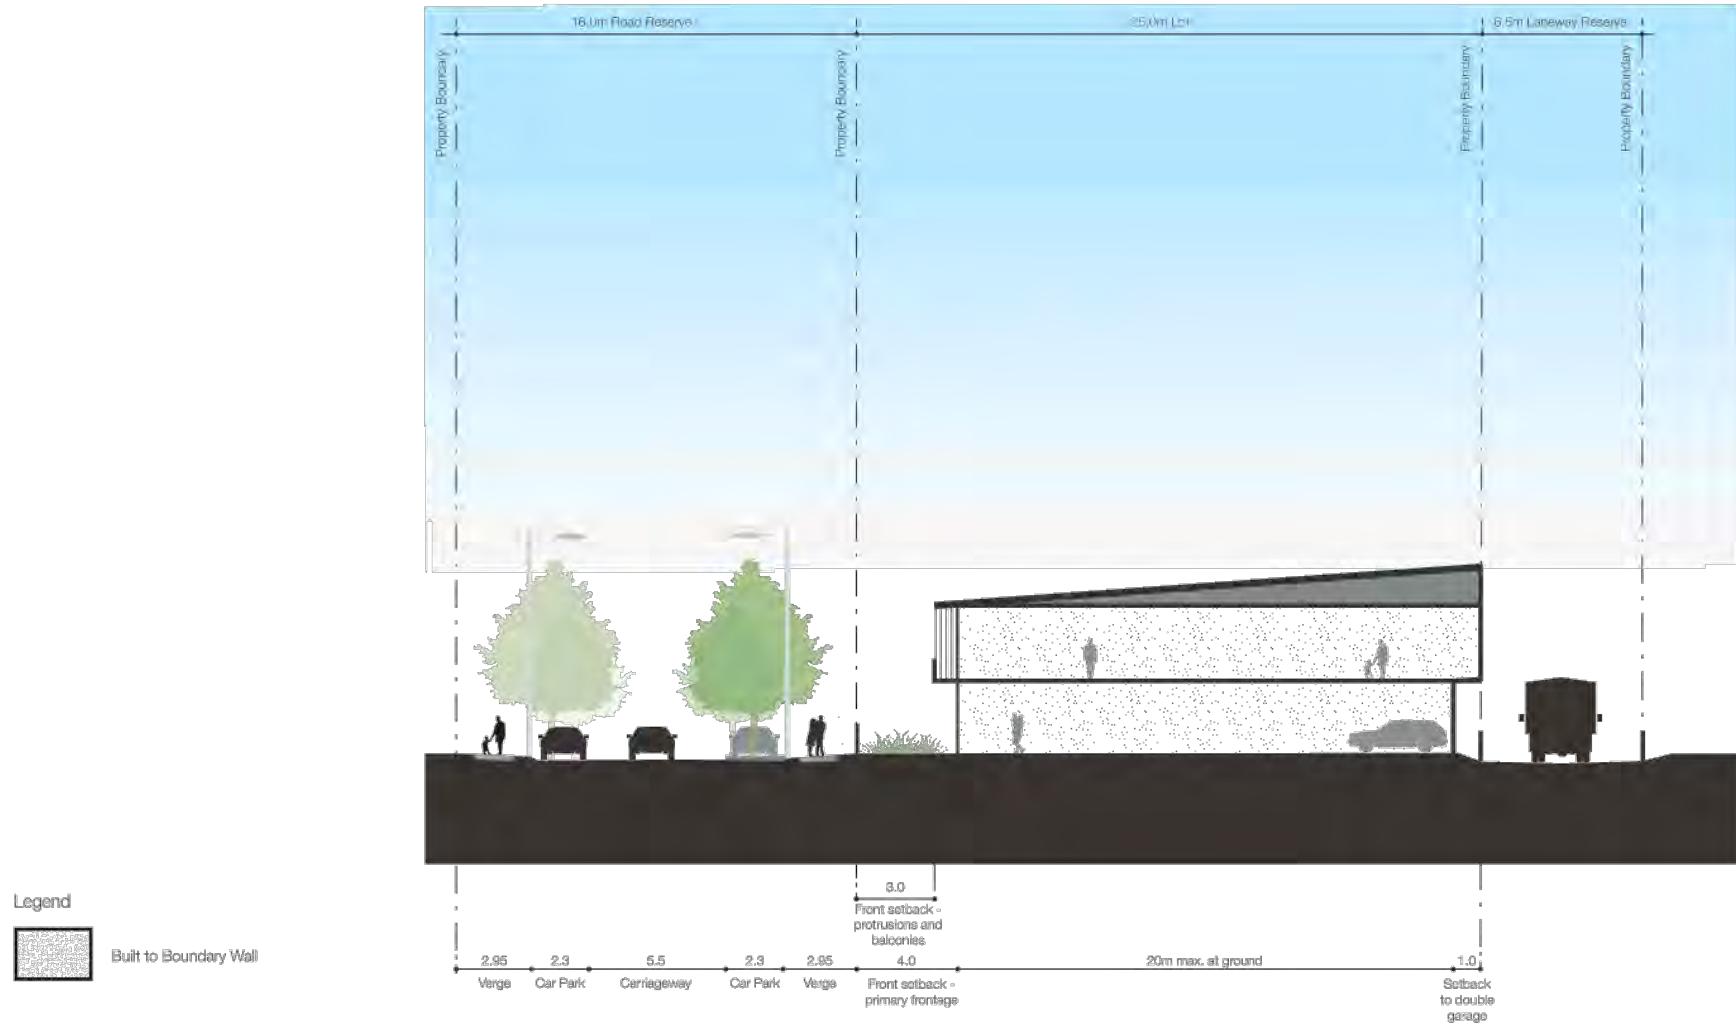 16.0m Road Reserve
25.0m Lot
6.5m Laneway Reserve
Property Boundary
Property Boundary
Property Boundary
Property Boundary
3.0
Front setback -
protrusions and
balconies
2.95
2.3
5.5
2.3
2.95
4.0
20m max. at ground
1.0
Verge
Car Park
Carriageway
Car Park
Verge
Front setback -
primary frontage
Setback
to double
garage
Legend
Built to Boundary Wall